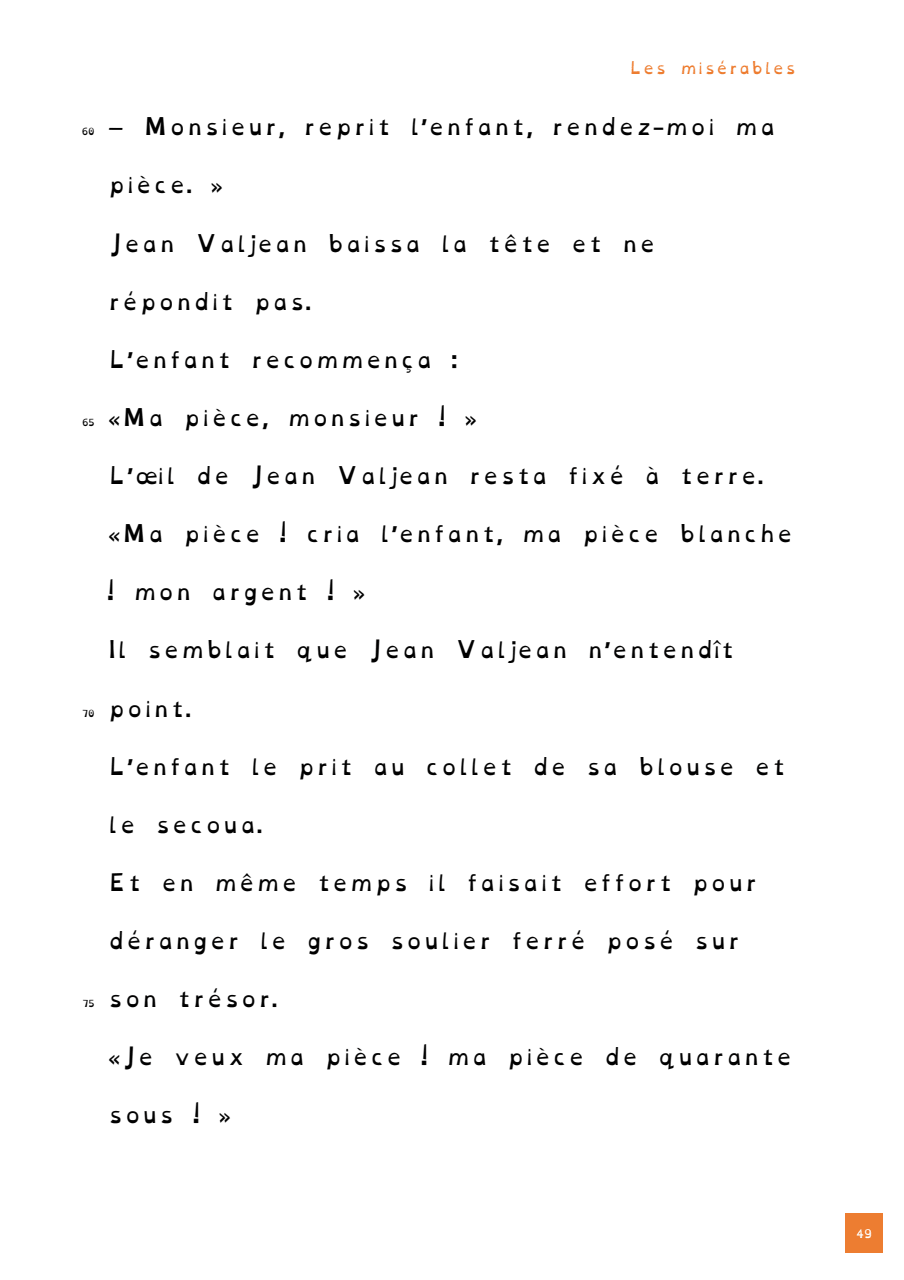 Les misérables
60 – Monsieur, reprit l’enfant, rendez-moi ma
pièce. »
Jean Valjean baissa la tête et ne
répondit pas.
L’enfant recommença :
65 «Ma pièce, monsieur ! »
L’œil de Jean Valjean resta fixé à terre.
«Ma pièce ! cria l’enfant, ma pièce blanche
! mon argent ! »
Il semblait que Jean Valjean n’entendît
70 point.
L’enfant le prit au collet de sa blouse et
le secoua.
Et en même temps il faisait effort pour
déranger le gros soulier ferré posé sur
75 son trésor.
«Je veux ma pièce ! ma pièce de quarante
sous ! »
49